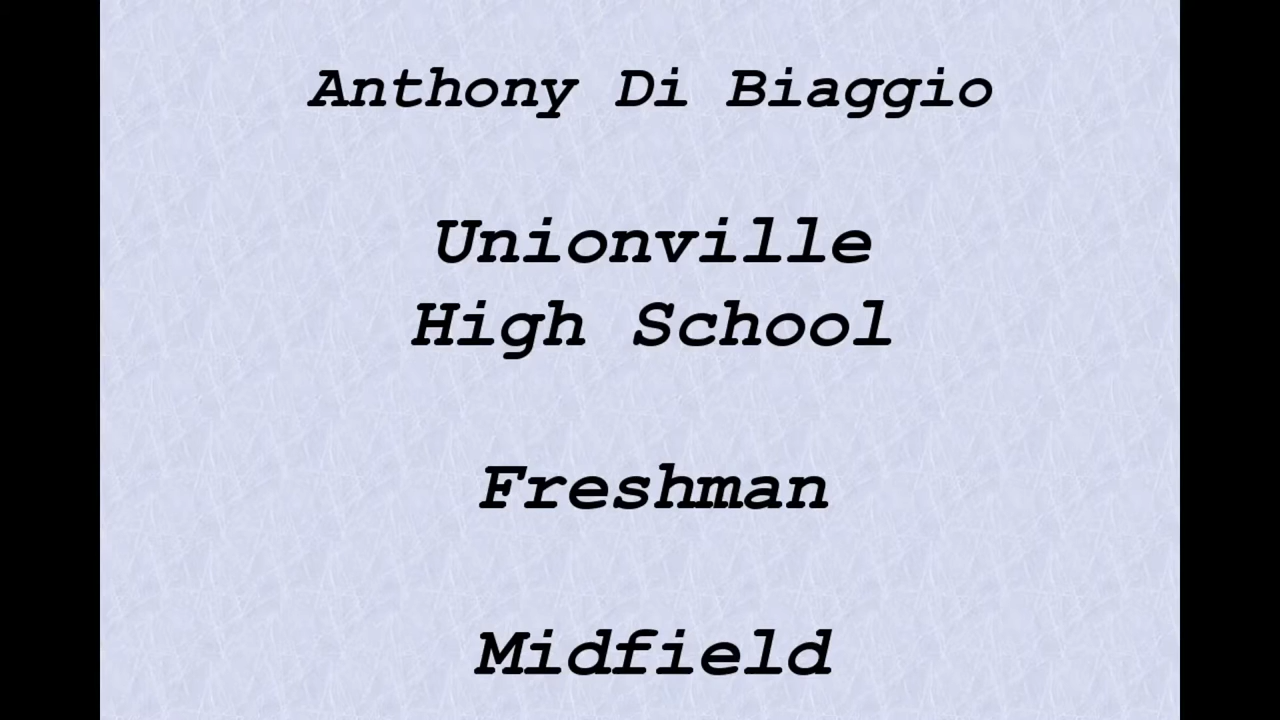 Anthony Di Biaggio
Unionville
High School
Freshman
Midfield